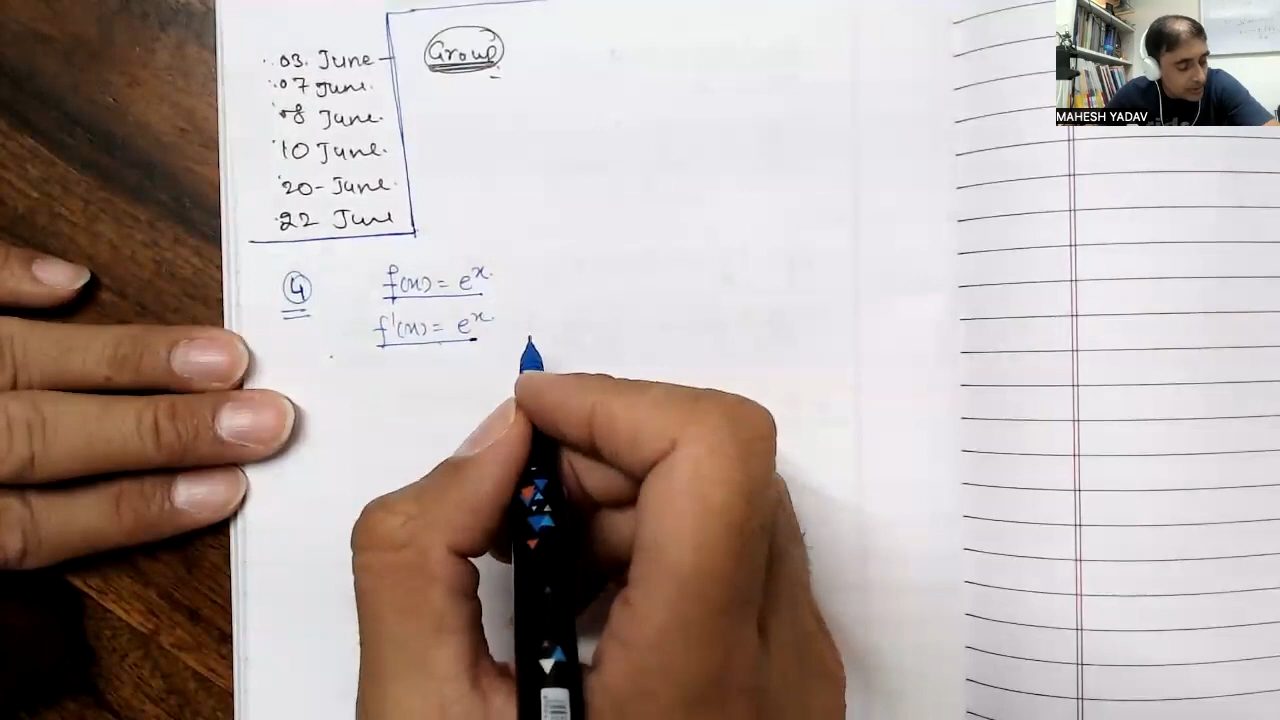 03. June
07 June.
08 June.
10 June.
20- June.
22 June
Group
4
f(x) = e^x.
f'(x) = e^x.
MAHESH YADAV